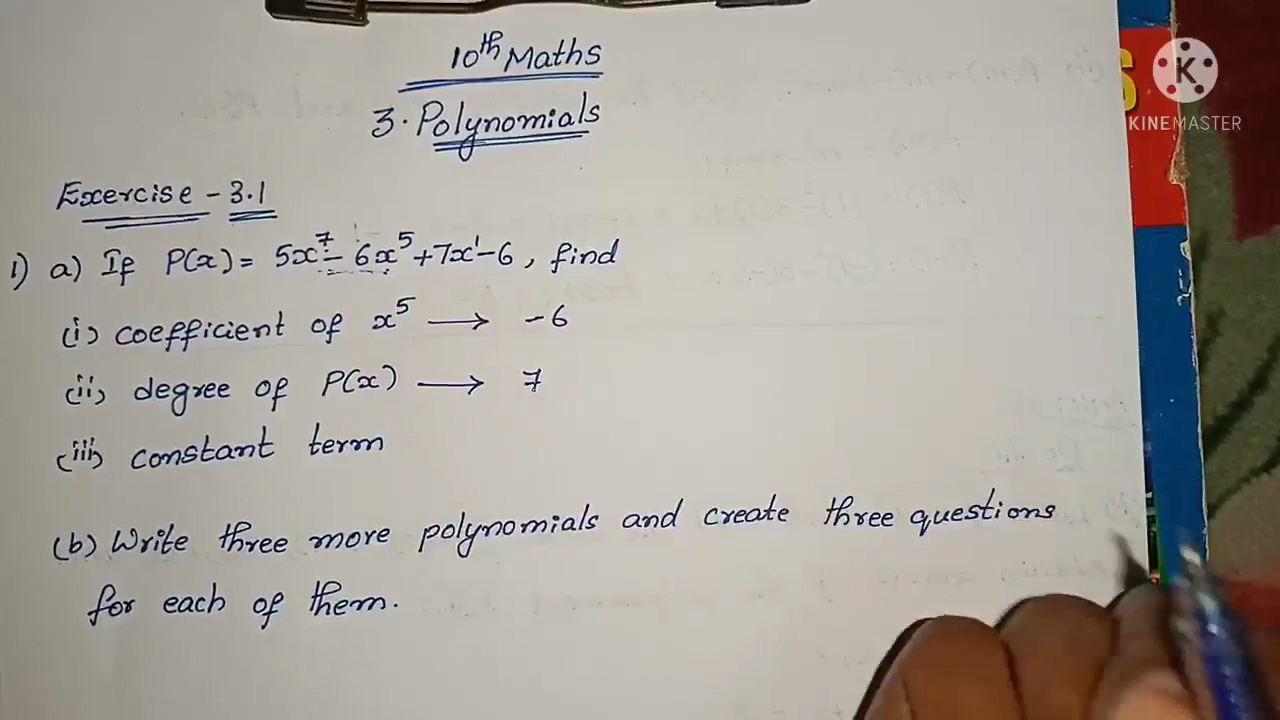 10th Maths
3. Polynomials
Exercise - 3.1
1) a) If P(x) = 5x⁷ - 6x⁵ + 7x¹ - 6, find
(i) coefficient of x⁵ → -6
(ii) degree of P(x) → 7
(iii) constant term
(b) Write three more polynomials and create three questions
for each of them.
S
K
KINEMASTER